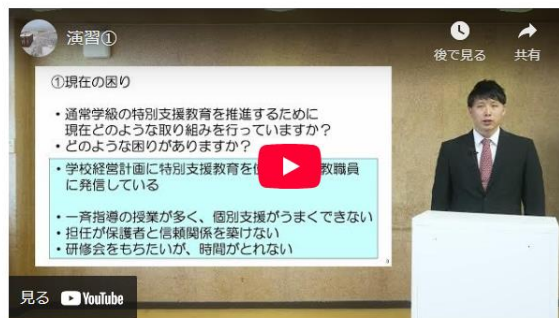 演習①
後で見る
共有
①現在の困り
・通常学級の特別支援教育を推進するために
現在どのような取り組みを行っていますか？
・どのような困りがありますか？
・学校経営計画に特別支援教育を
教職員
に発信している
・一斉指導の授業が多く、個別支援がうまくできない
・担任が保護者と信頼関係を築けない
・研修会をもちたいが、時間がとれない
見る YouTube